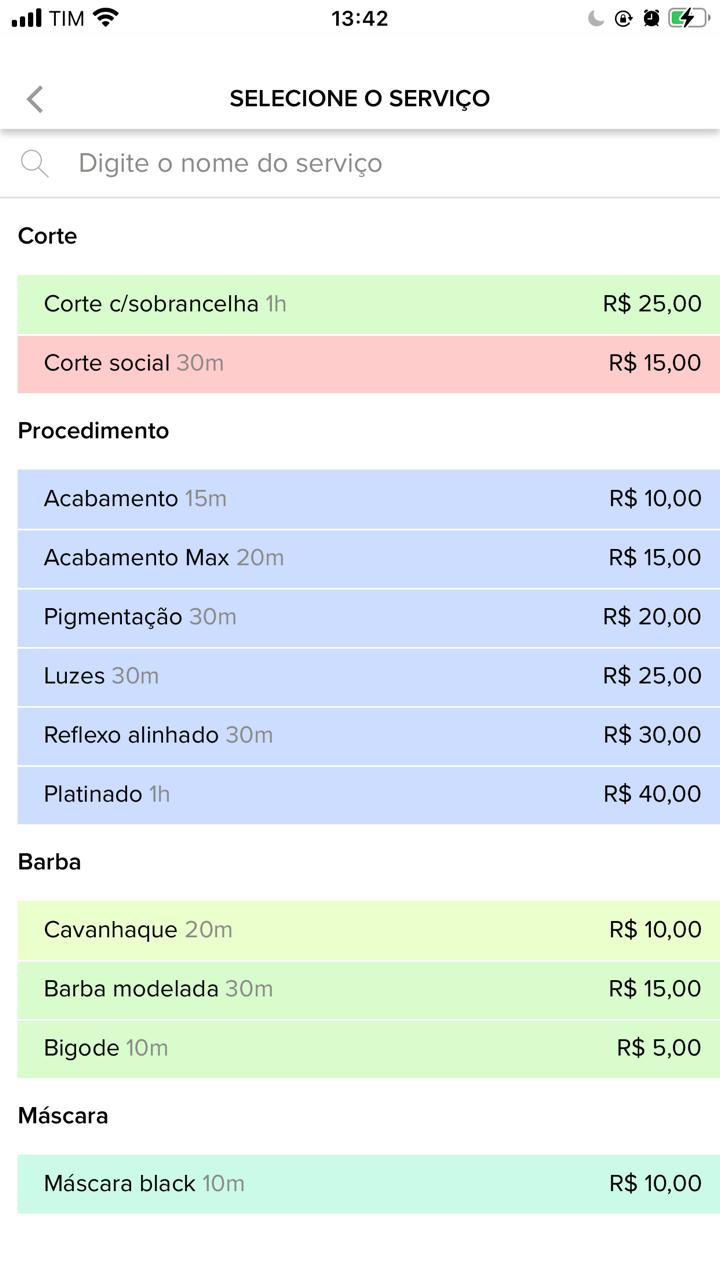 TIM 13:42
SELECIONE O SERVIÇO
Digite o nome do serviço
Corte
Corte c/sobrancelha 1h R$ 25,00
Corte social 30m R$ 15,00
Procedimento
Acabamento 15m R$ 10,00
Acabamento Max 20m R$ 15,00
Pigmentação 30m R$ 20,00
Luzes 30m R$ 25,00
Reflexo alinhado 30m R$ 30,00
Platinado 1h R$ 40,00
Barba
Cavanhaque 20m R$ 10,00
Barba modelada 30m R$ 15,00
Bigode 10m R$ 5,00
Máscara
Máscara black 10m R$ 10,00